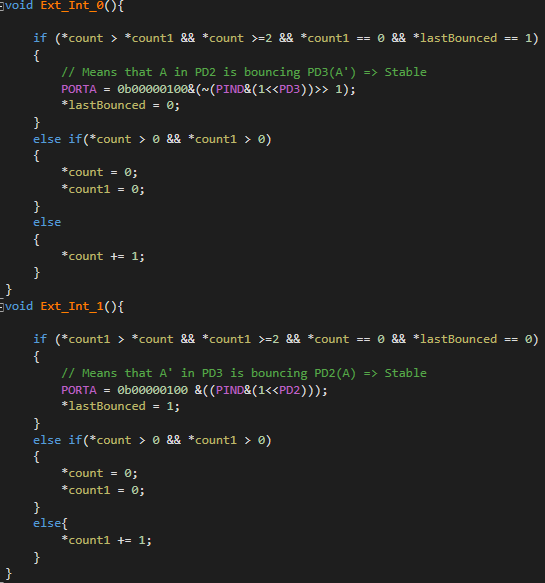 void Ext_Int_0(){
if (*count > *count1 && *count >=2 && *count1 == 0 && *lastBounced == 1)
{
// Means that A in PD2 is bouncing PD3(A') => Stable
PORTA = 0b00000100&(~(PIND&(1<<PD3))>> 1);
*lastBounced = 0;
}
else if(*count > 0 && *count1 > 0)
{
*count = 0;
*count1 = 0;
}
else
{
*count += 1;
}
}
void Ext_Int_1(){
if (*count1 > *count && *count1 >=2 && *count == 0 && *lastBounced == 0)
{
// Means that A' in PD3 is bouncing PD2(A) => Stable
PORTA = 0b00000100 &((PIND&(1<<PD2)));
*lastBounced = 1;
}
else if(*count > 0 && *count1 > 0)
{
*count = 0;
*count1 = 0;
}
else{
*count1 += 1;
}
}